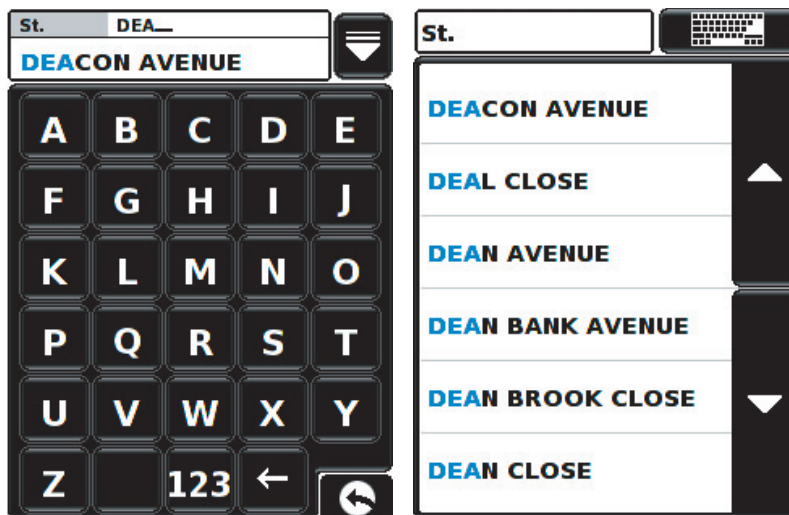 St. DEA_
DEACON AVENUE
A B C D E
F G H I J
K L M N O
P Q R S T
U V W X Y
Z 123 ←
St.
DEACON AVENUE
DEAL CLOSE
DEAN AVENUE
DEAN BANK AVENUE
DEAN BROOK CLOSE
DEAN CLOSE